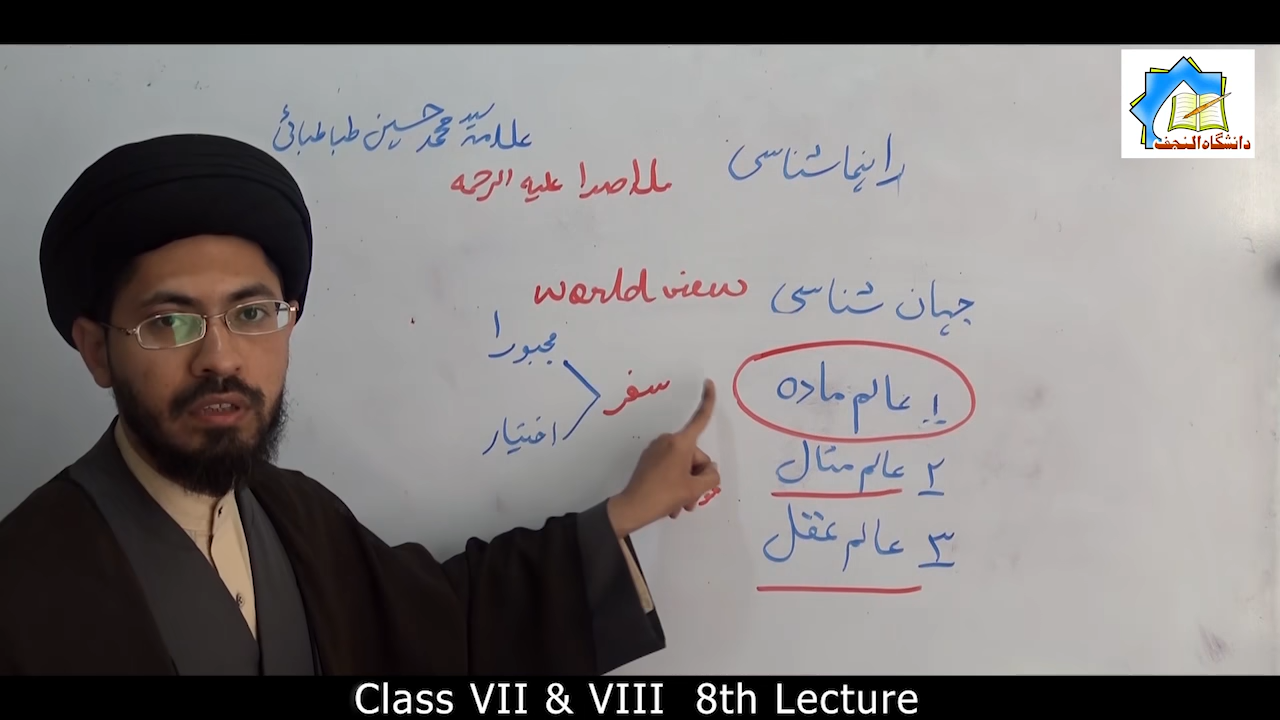 دانشگاه النجف
علامہ سید محمد حسین طباطبائی
راہنما شناسی
ملا صدرا علیہ الرحمہ
world view
جہان شناسی
مجبورا
سفر
اختیار
۱. عالم مادہ
۲ عالم مثال
۳ عالم عقل
Class VII & VIII 8th Lecture